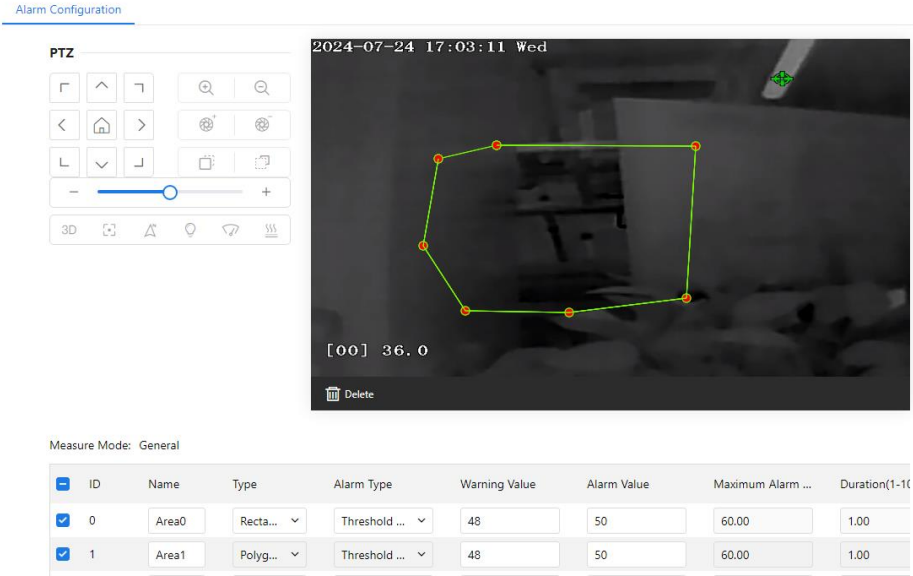 Alarm Configuration
PTZ
2024-07-24 17:03:11 Wed
3D
[00] 36.0
Delete
Measure Mode: General
ID Name Type Alarm Type Warning Value Alarm Value Maximum Alarm ... Duration(1-10
0 Area0 Recta... Threshold ... 48 50 60.00 1.00
1 Area1 Polyg... Threshold ... 48 50 60.00 1.00